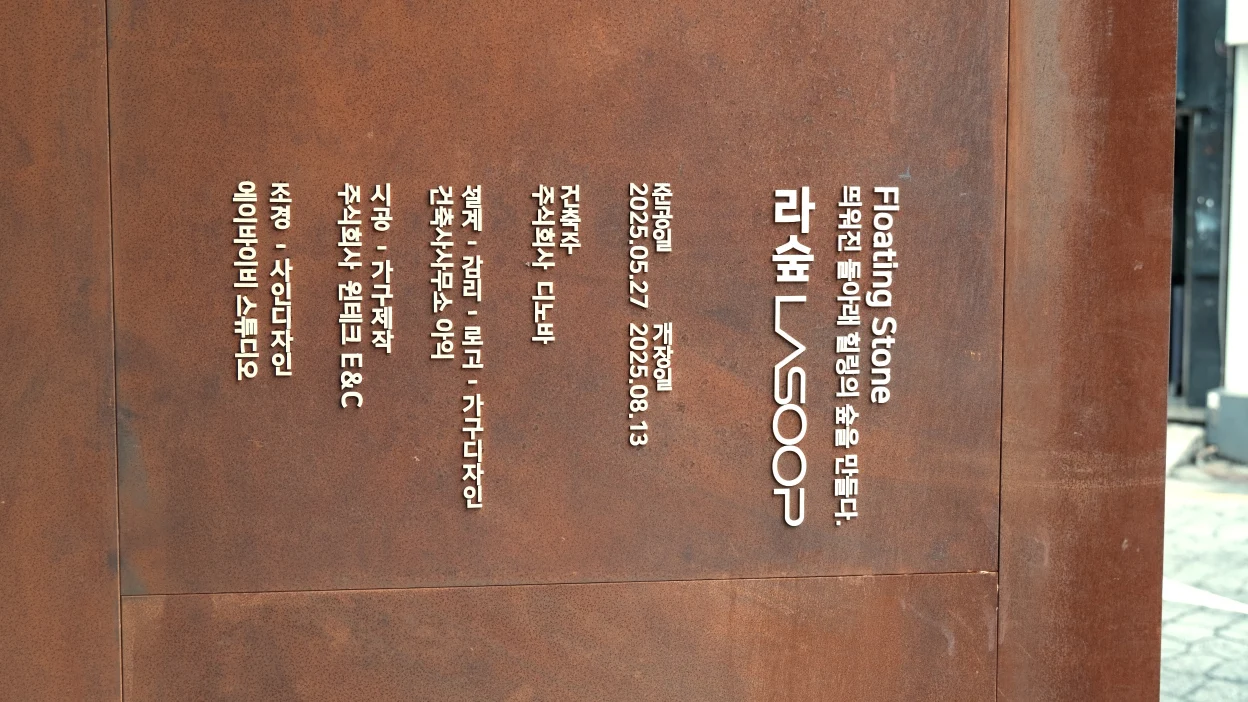 Floating Stone
띄워진 돌아래 힐링의 숲을 만들다.
라숲 LASOOP
준공일 개장일
2025.05.27 2025.08.13
건축주
주식회사 디노바
설계 - 감리 - 로고 - 가구디자인
건축사사무소 아익
시공 - 가구제작
주식회사 원테크 E&C
조경 - 사인디자인
에이바이비 스튜디오